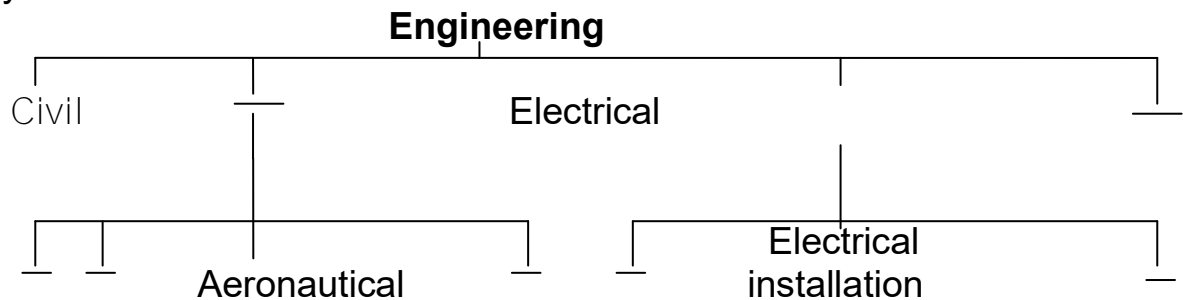 Engineering
Civil
Electrical
Aeronautical
Electrical
installation